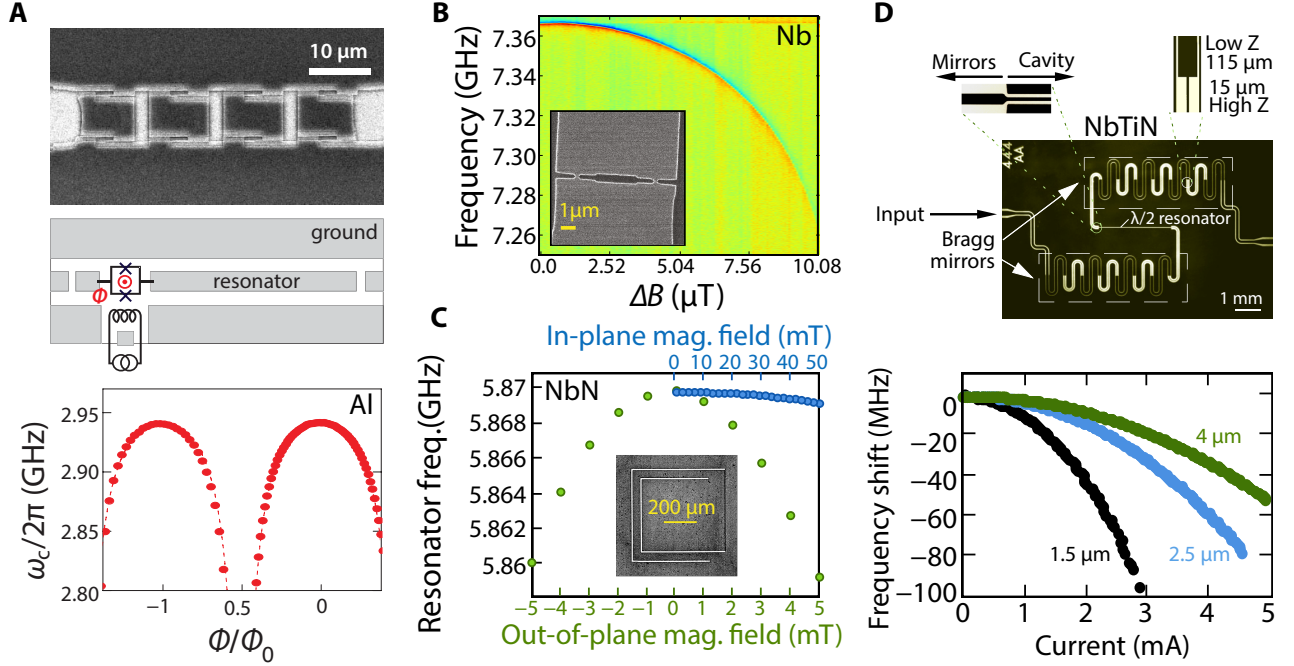 A
10 µm
ground
resonator
Φ
Al
ω_c/2π (GHz)
2.95
2.90
2.85
2.80
−1
0.5
0
Φ/Φ_0
B
Nb
Frequency (GHz)
7.36
7.34
7.32
7.28
7.26
1µm
0.0
2.52
5.04
7.56
10.08
ΔB (µT)
C
In-plane mag. field (mT)
0 10 20 30 40 50
NbN
Resonator freq.(GHz)
5.87
5.868
5.866
5.864
5.862
5.86
200 µm
−5 −4 −3 −2 −1 0 1 2 3 4 5
Out-of-plane mag. field (mT)
D
Mirrors
Cavity
Low Z
115 µm
15 µm
High Z
NbTiN
444
AA
Input
Bragg
mirrors
λ/2 resonator
1 mm
Frequency shift (MHz)
0
−20
−40
−60
−80
−100
4 µm
2.5 µm
1.5 µm
0 1 2 3 4 5
Current (mA)